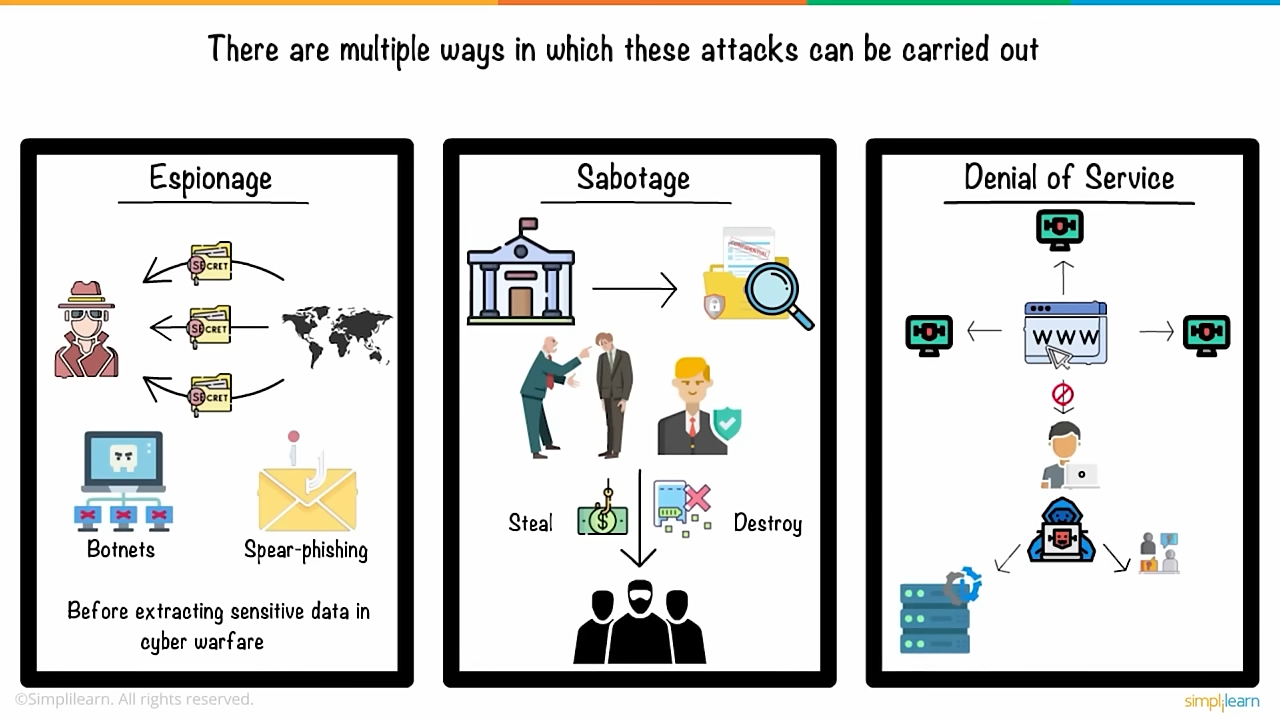 There are multiple ways in which these attacks can be carried out
Espionage
SECRET
SECRET
SECRET
Botnets
Spear-phishing
Before extracting sensitive data in
cyber warfare
Sabotage
CONFIDENTIAL
Steal
Destroy
Denial of Service
WWW
©Simplilearn. All rights reserved.
simplilearn